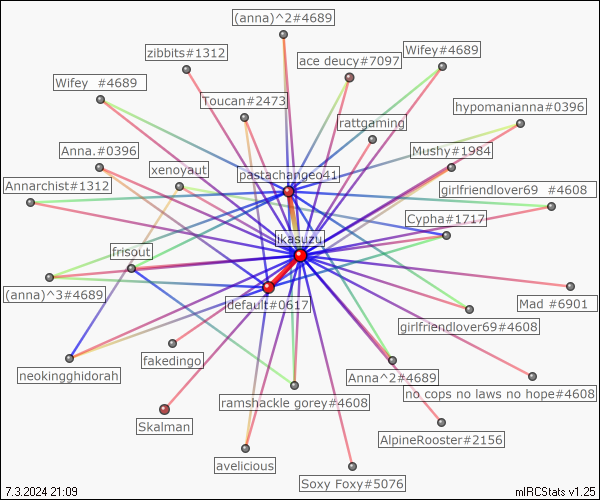 (anna)^2#4689
zibbits#1312
ace deucy#7097
Wifey#4689
Wifey  #4689
Toucan#2473
hypomanianna#0396
irattgaming
Anna.#0396
Mushy#1984
xenoyaut
pastachangeo41
Annarchist#1312
girlfriendlover69  #4608
Cypha#1717
ikasuzu
frisout
(anna)^3#4689
default#0617
Mad #6901
girlfriendlover69#4608
fakedingo
neokingghidorah
Anna^2#4689
no cops no laws no hope#4608
ramshackle gorey#4608
Skalman
AlpineRooster#2156
avelicious
Soxy Foxy#5076
7.3.2024 21:09
mIRCStats v1.25